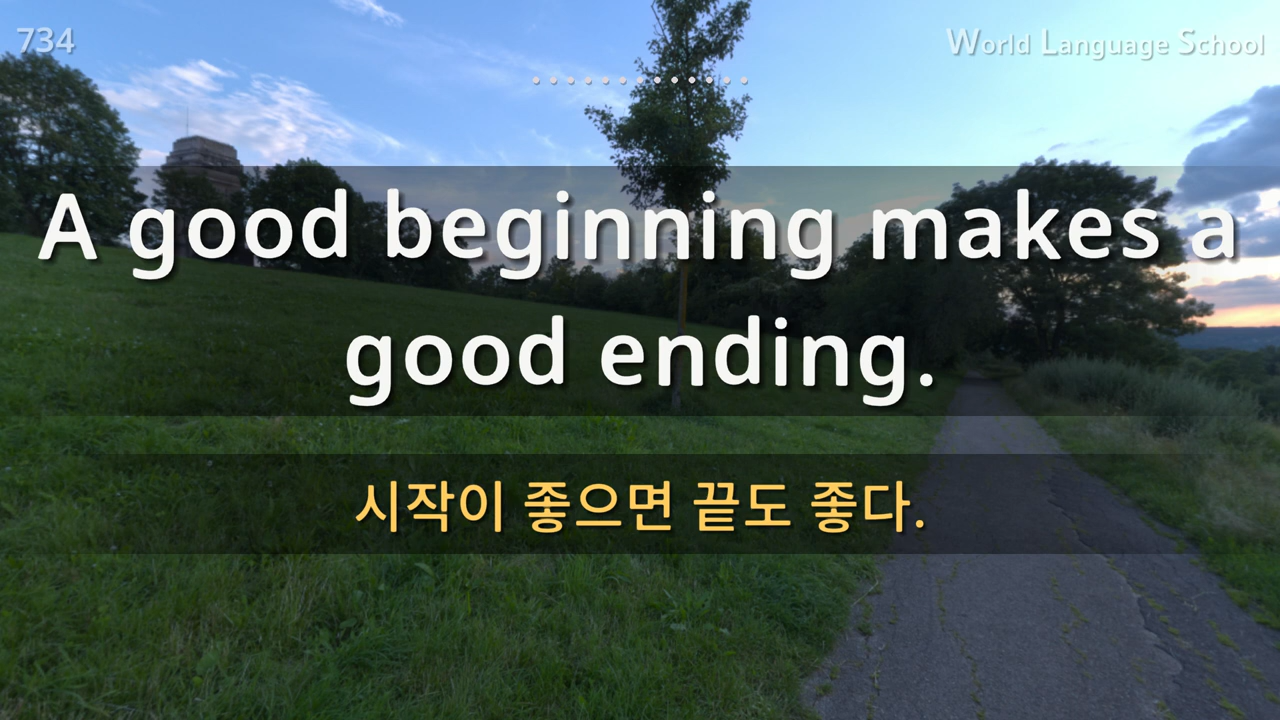 734
World Language School
A good beginning makes a
good ending.
시작이 좋으면 끝도 좋다.